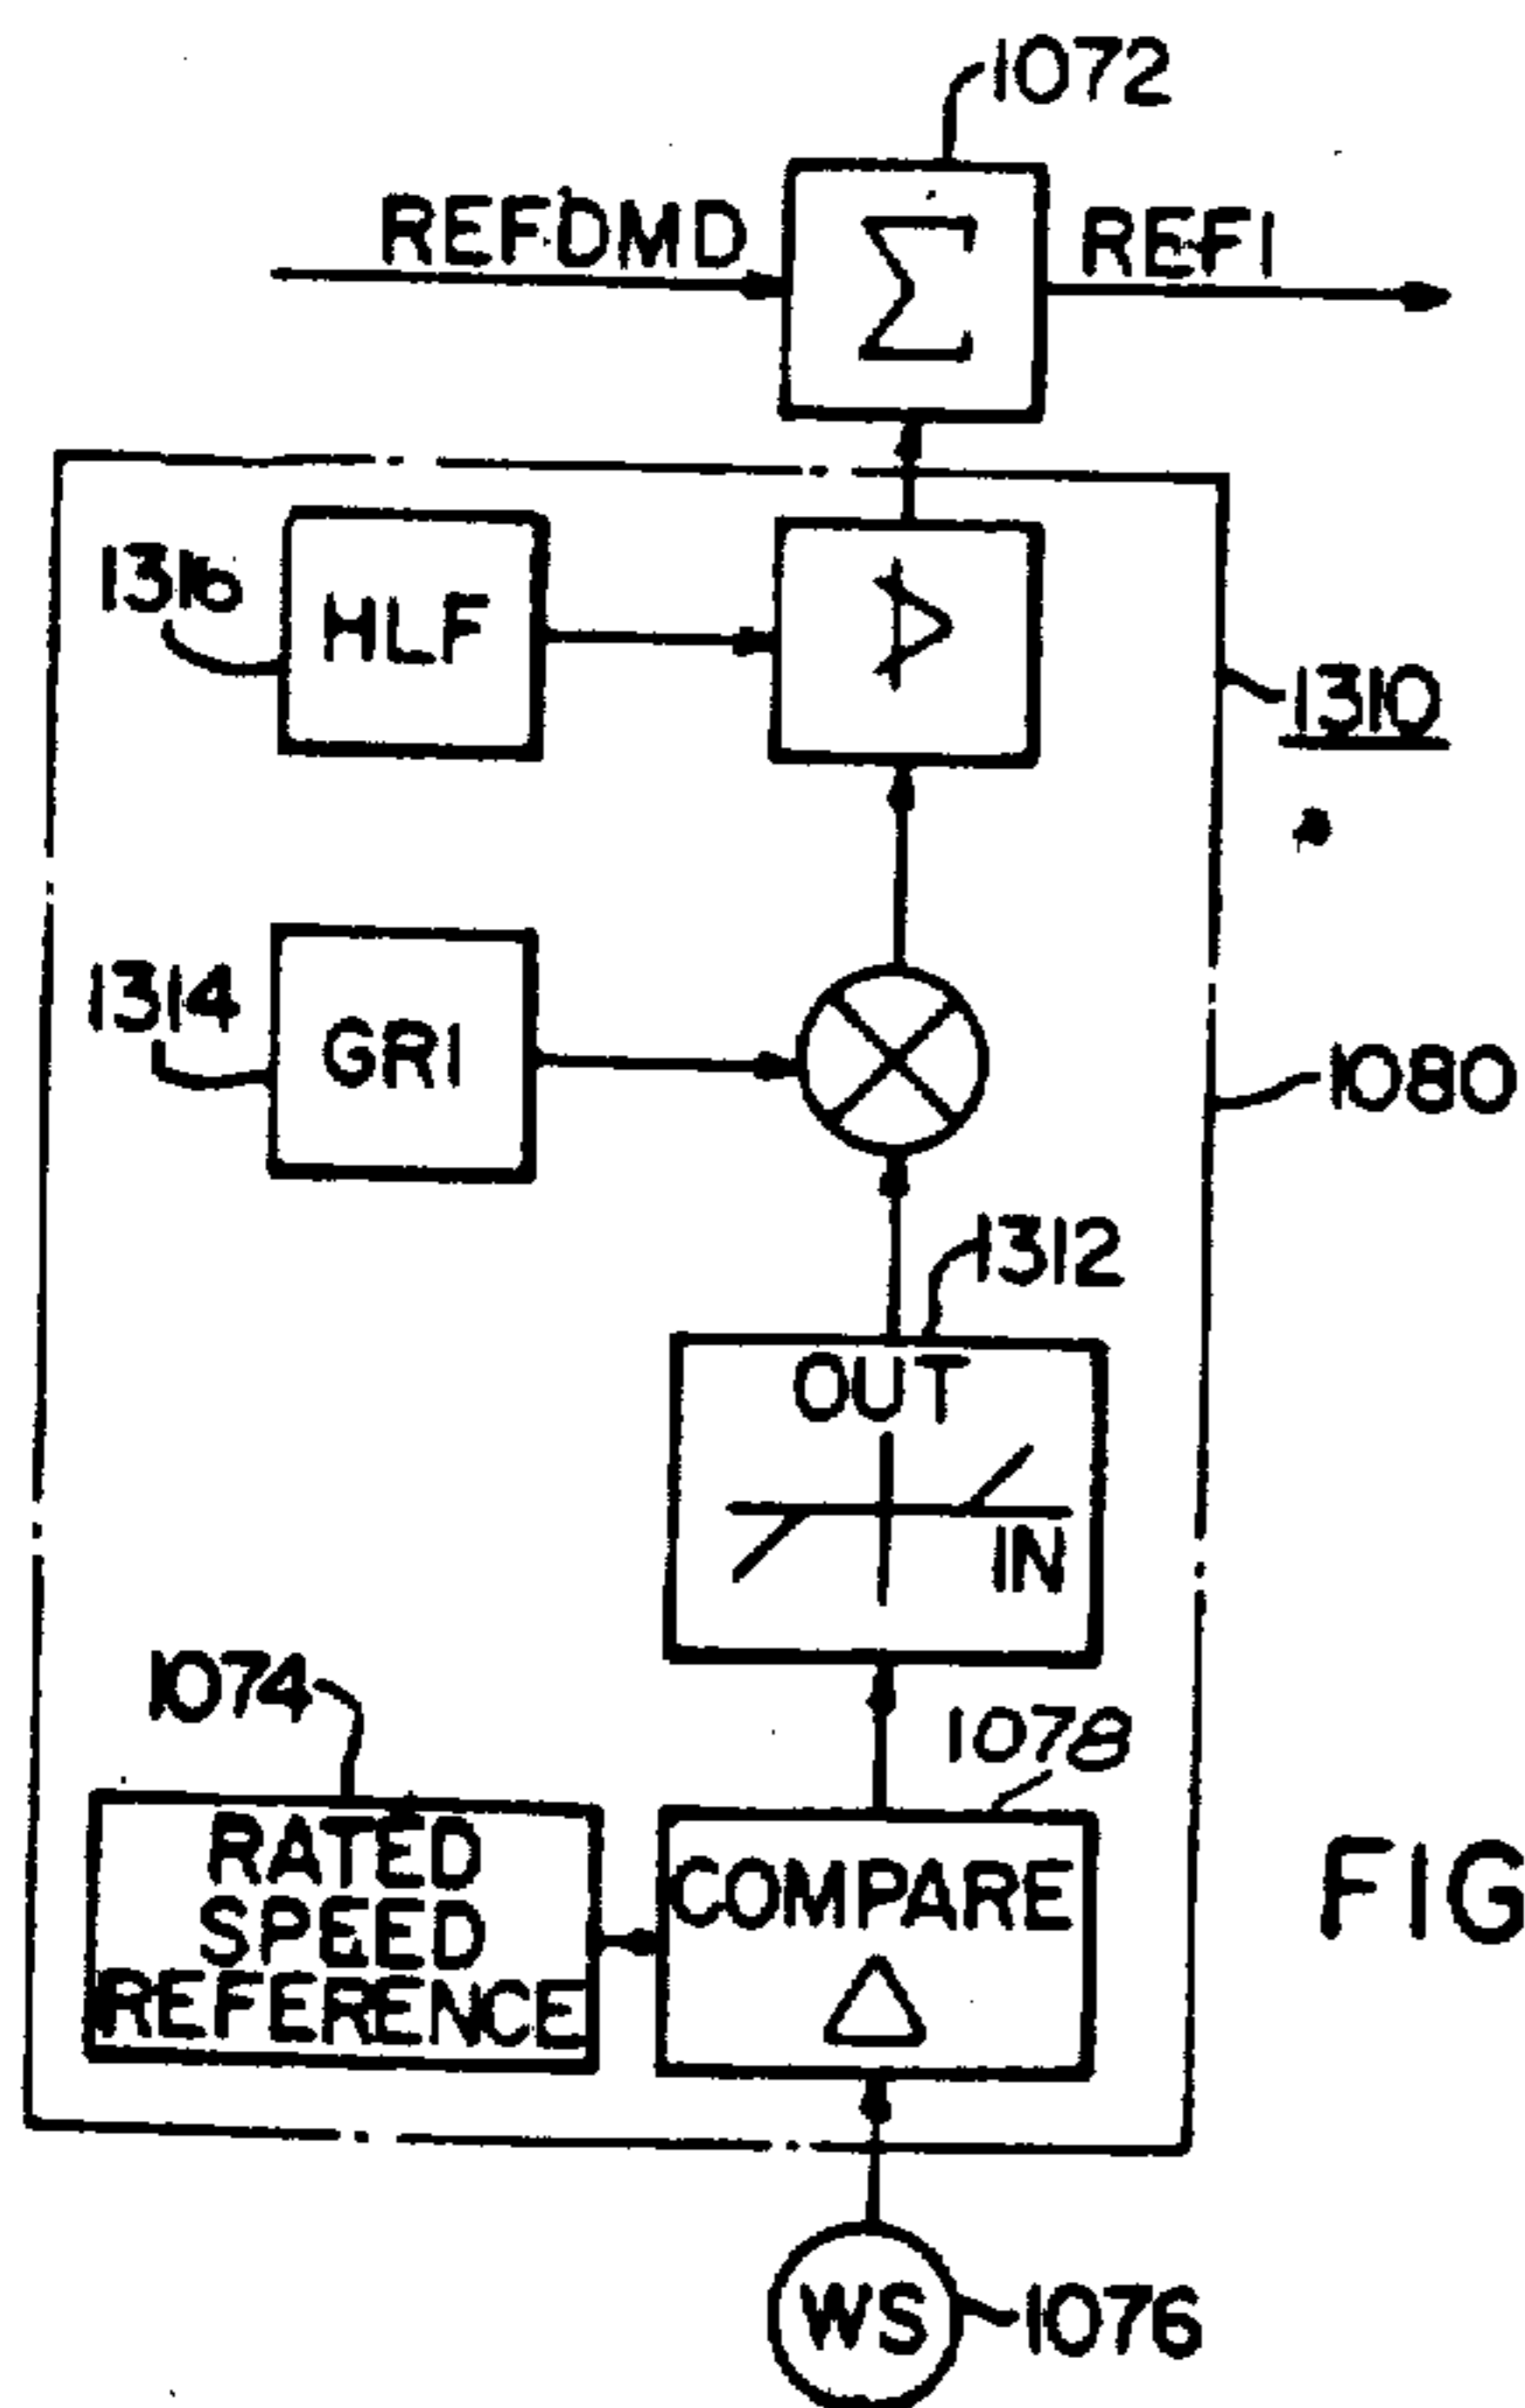 1072
REFDMD
REF1
Σ
1316
HLF
1310
1314
GR1
1080
1312
OUT
IN
1074
1078
RATED
SPEED
REFERENCE
COMPARE
Δ
FIG
WS
1076